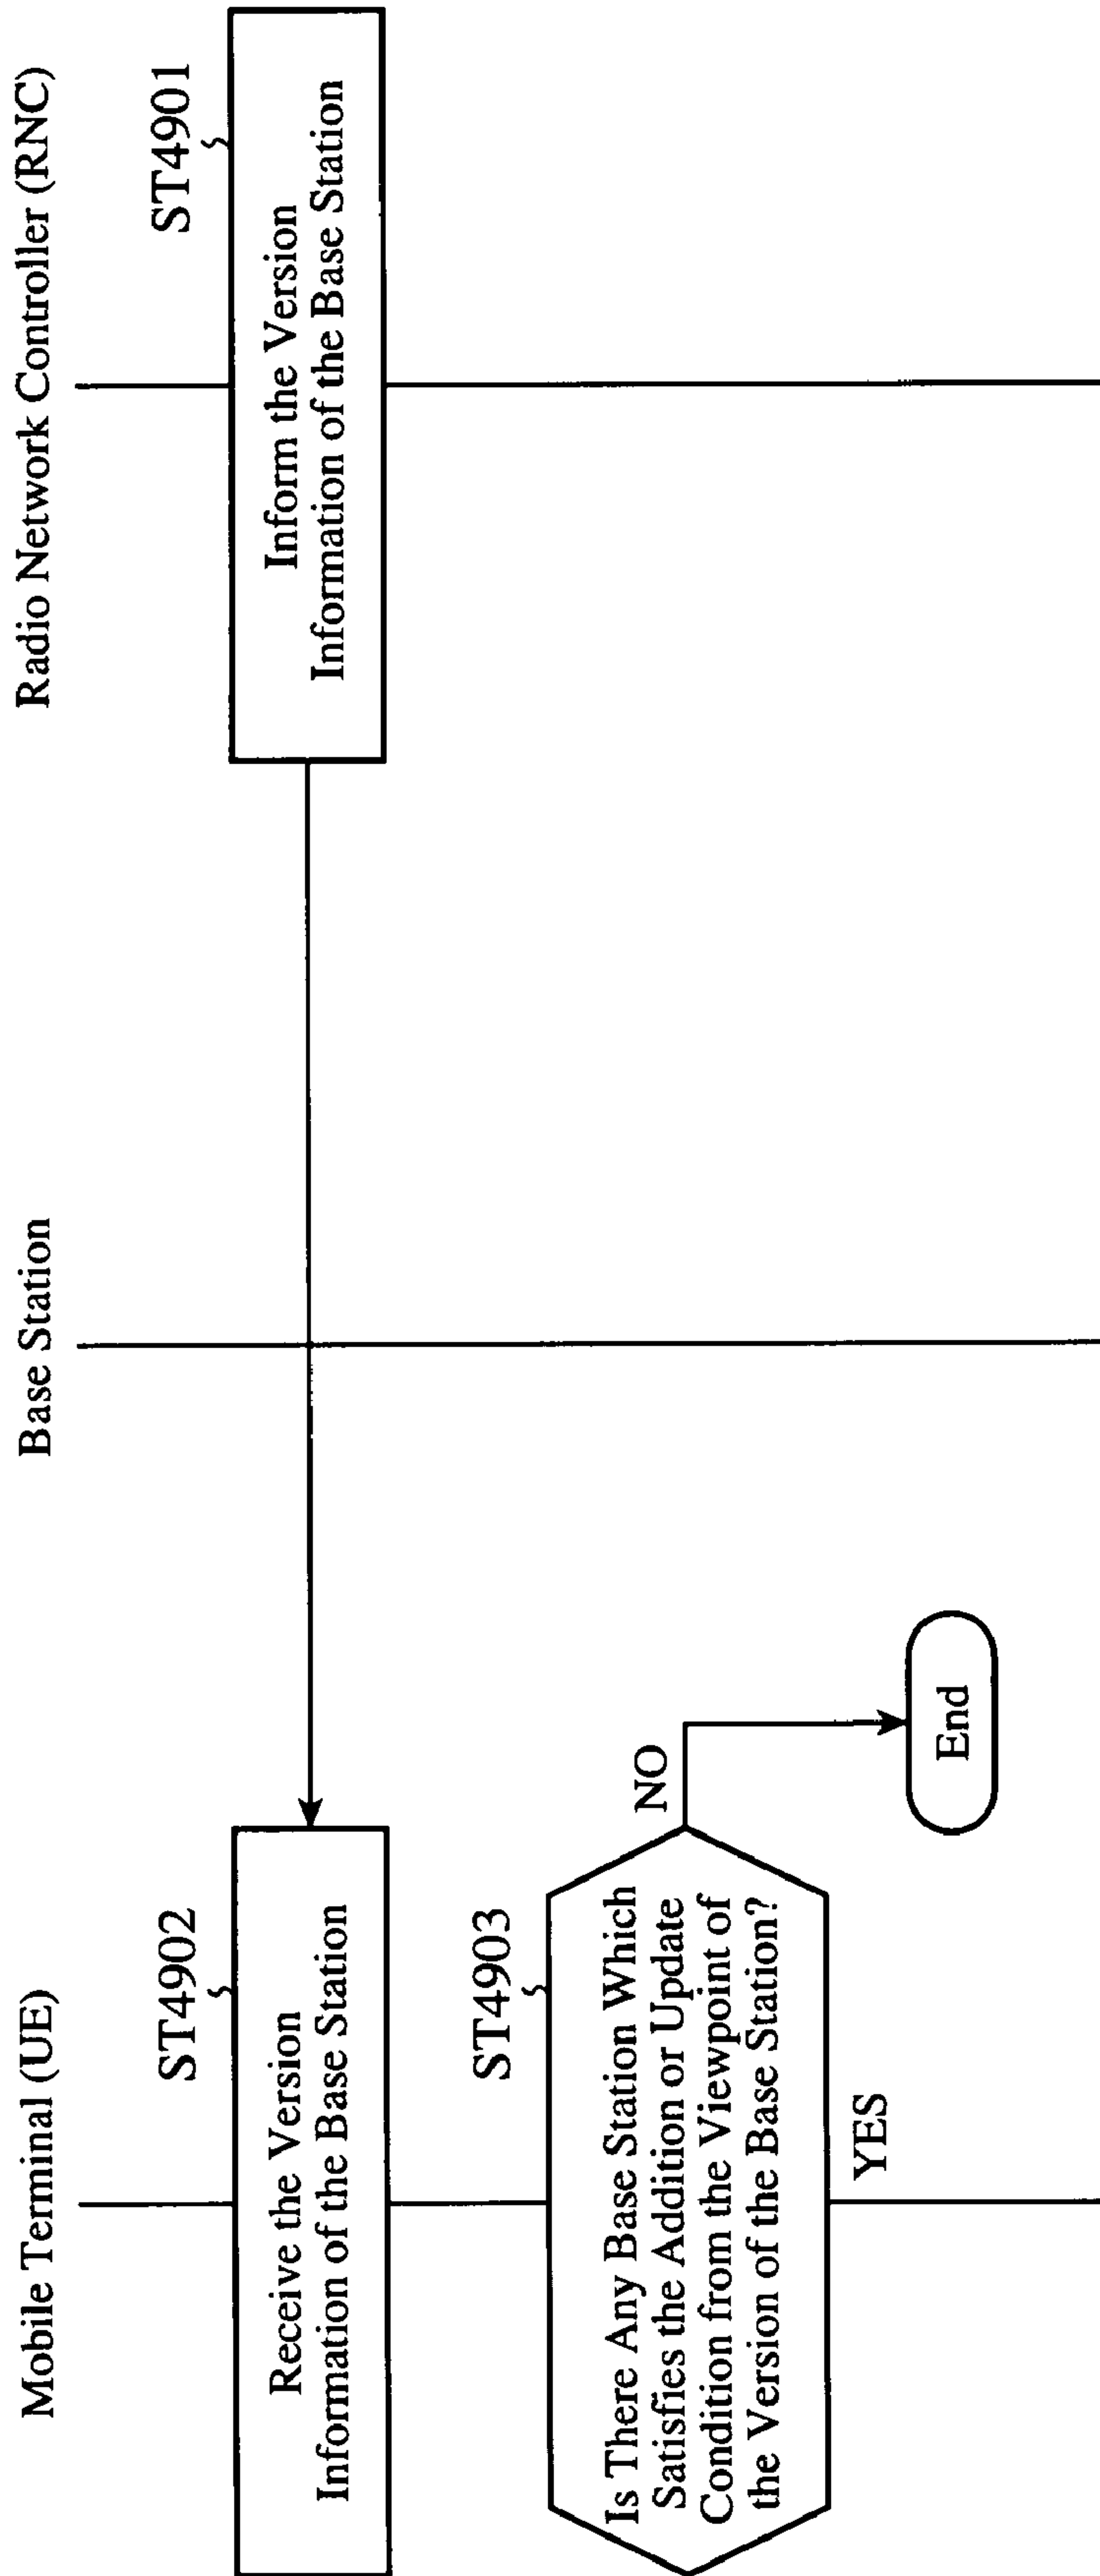 Mobile Terminal (UE)
Base Station
Radio Network Controller (RNC)
ST4901
Inform the Version
Information of the Base Station
ST4902
Receive the Version
Information of the Base Station
ST4903
Is There Any Base Station Which
Satisfies the Addition or Update
Condition from the Viewpoint of
the Version of the Base Station?
NO
End
YES